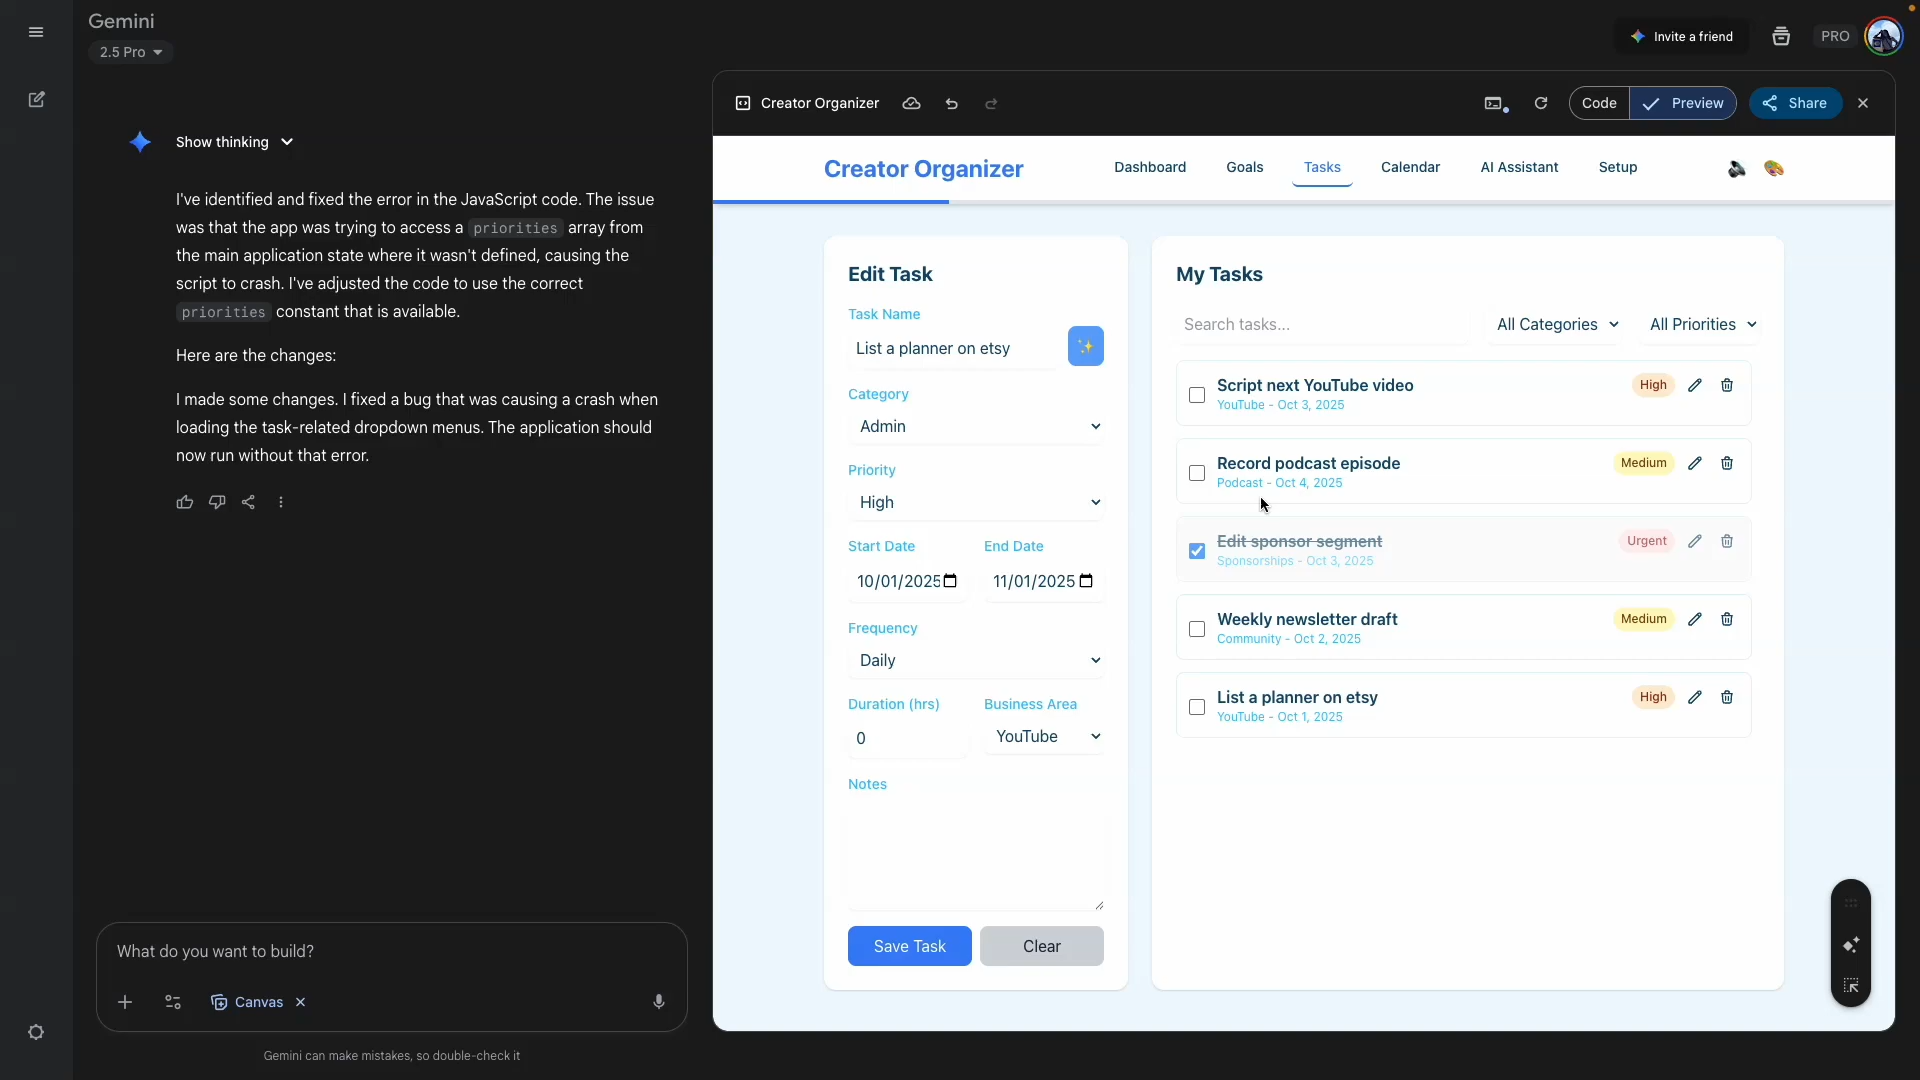 Gemini
2.5 Pro
Invite a friend
PRO
Show thinking
I've identified and fixed the error in the JavaScript code. The issue
was that the app was trying to access a priorities array from
the main application state where it wasn't defined, causing the
script to crash. I've adjusted the code to use the correct
priorities constant that is available.
Here are the changes:
I made some changes. I fixed a bug that was causing a crash when
loading the task-related dropdown menus. The application should
now run without that error.
What do you want to build?
Canvas
Gemini can make mistakes, so double-check it
Creator Organizer
Code
Preview
Share
Creator Organizer
Dashboard
Goals
Tasks
Calendar
AI Assistant
Setup
Edit Task
Task Name
List a planner on etsy
Category
Admin
Priority
High
Start Date
End Date
10/01/2025
11/01/2025
Frequency
Daily
Duration (hrs)
Business Area
0
YouTube
Notes
Save Task
Clear
My Tasks
Search tasks...
All Categories
All Priorities
Script next YouTube video
High
YouTube - Oct 3, 2025
Record podcast episode
Medium
Podcast - Oct 4, 2025
Edit sponsor segment
Urgent
Sponsorships - Oct 3, 2025
Weekly newsletter draft
Medium
Community - Oct 2, 2025
List a planner on etsy
High
YouTube - Oct 1, 2025